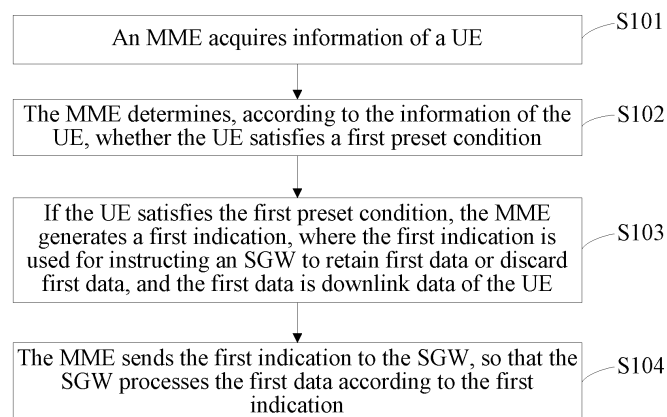 An MME acquires information of a UE
S101
The MME determines, according to the information of the
UE, whether the UE satisfies a first preset condition
S102
If the UE satisfies the first preset condition, the MME
generates a first indication, where the first indication is
used for instructing an SGW to retain first data or discard
first data, and the first data is downlink data of the UE
S103
The MME sends the first indication to the SGW, so that the
SGW processes the first data according to the first
indication
S104